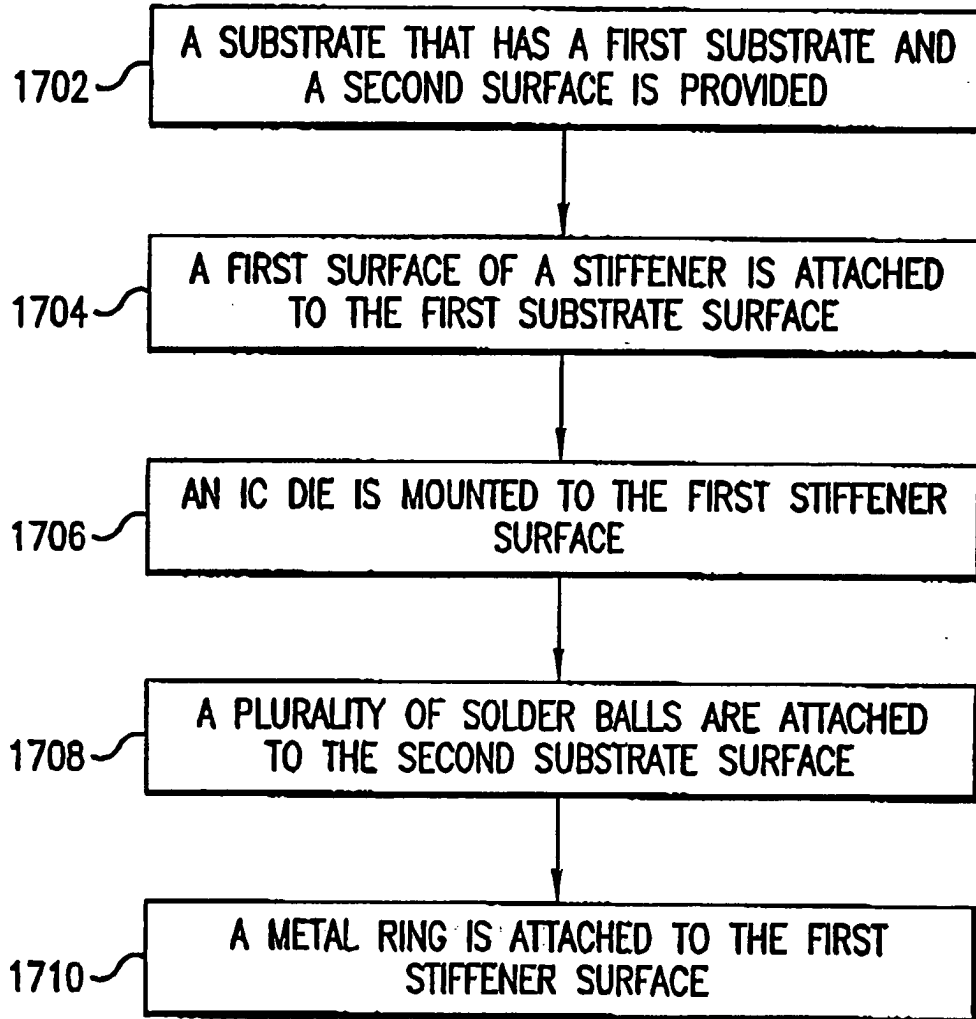 A SUBSTRATE THAT HAS A FIRST SUBSTRATE AND
1702
A SECOND SURFACE IS PROVIDED
A FIRST SURFACE OF A STIFFENER IS ATTACHED
1704
TO THE FIRST SUBSTRATE SURFACE
AN IC DIE IS MOUNTED TO THE FIRST STIFFENER
1706
SURFACE
A PLURALITY OF SOLDER BALLS ARE ATTACHED
1708
TO THE SECOND SUBSTRATE SURFACE
A METAL RING IS ATTACHED TO THE FIRST
1710
STIFFENER SURFACE